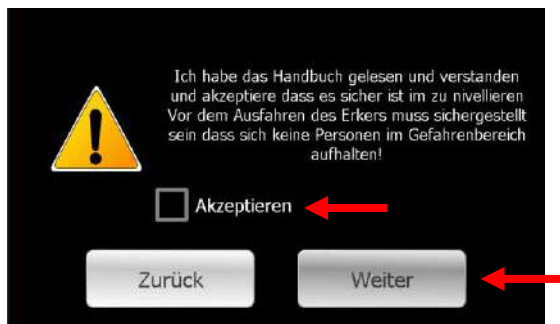 Ich habe das Handbuch gelesen und verstanden
und akzeptiere dass es sicher ist im zu nivellieren
Vor dem Ausfahren des Erkers muss sichergestellt
sein dass sich keine Personen im Gefahrenbereich
aufhalten!
Akzeptieren
Zurück
Weiter